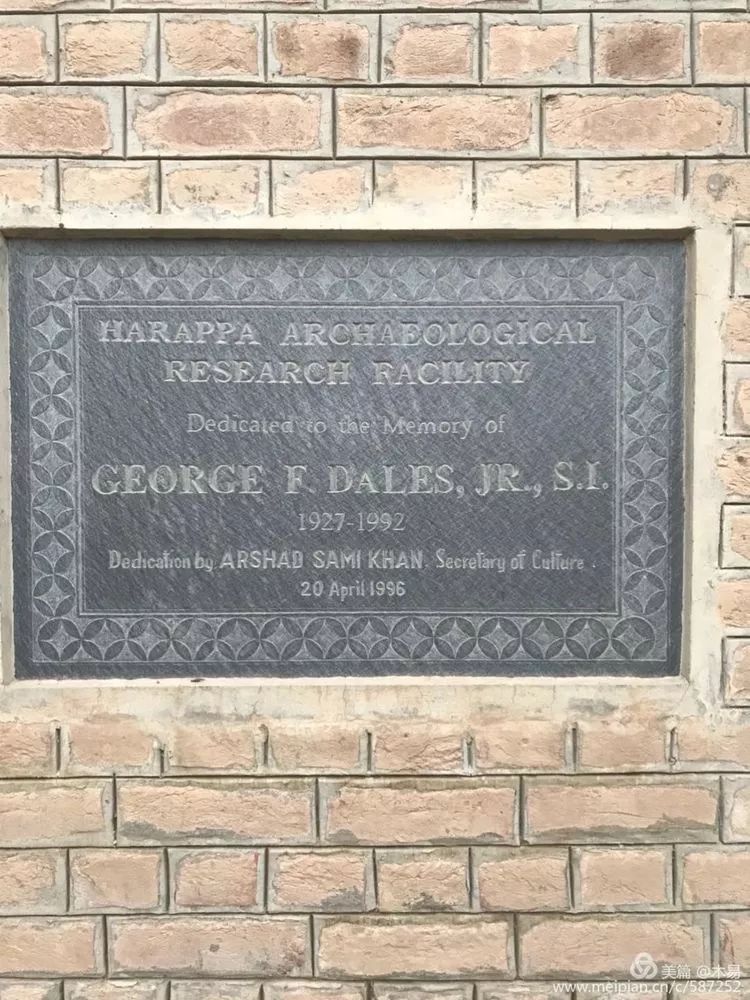 HARAPPA ARCHAEOLOGICAL
RESEARCH FACILITY
Dedicated to the Memory of
GEORGE F. DALES, JR., S.I.
1927-1992
Dedication by ARSHAD SAMI KHAN. Secretary of Culture.
20 April 1996
美篇 @木易
www.meipian.cn/c/587252